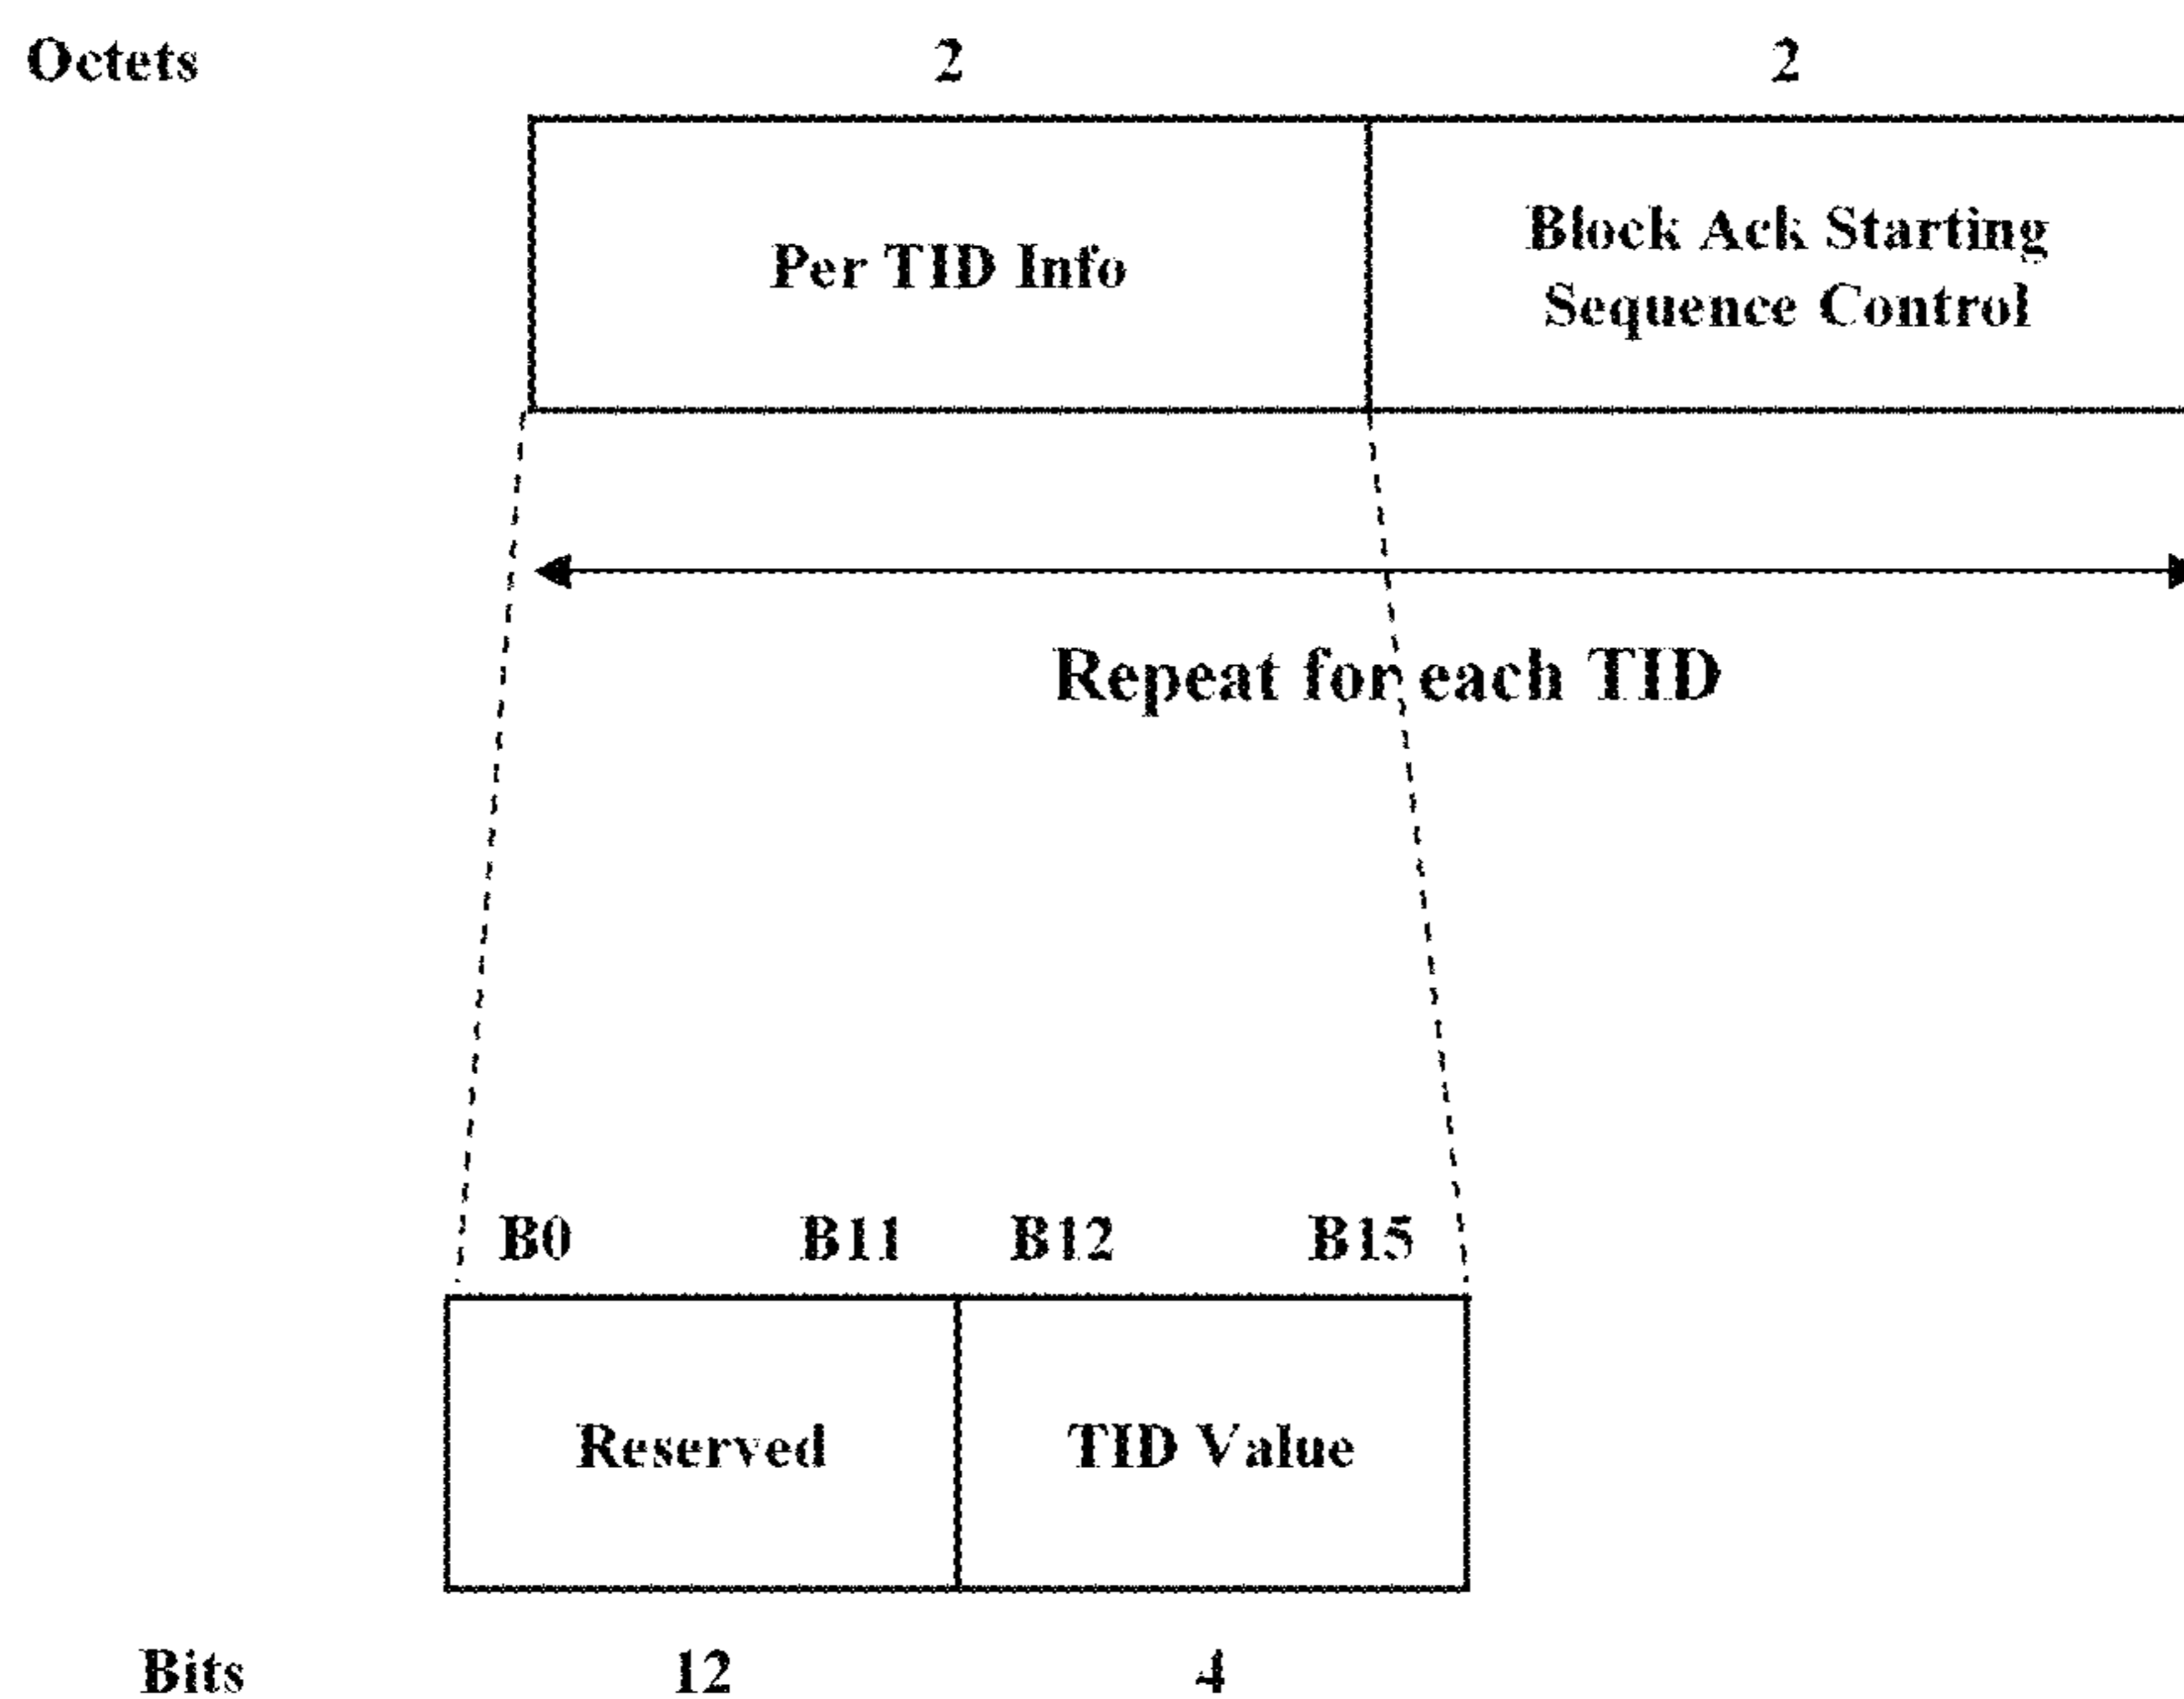 Octets 2 2
Per TID Info
Block Ack Starting
Sequence Control
Repeat for each TID
B0 B11 B12 B15
Reserved TID Value
Bits 12 4